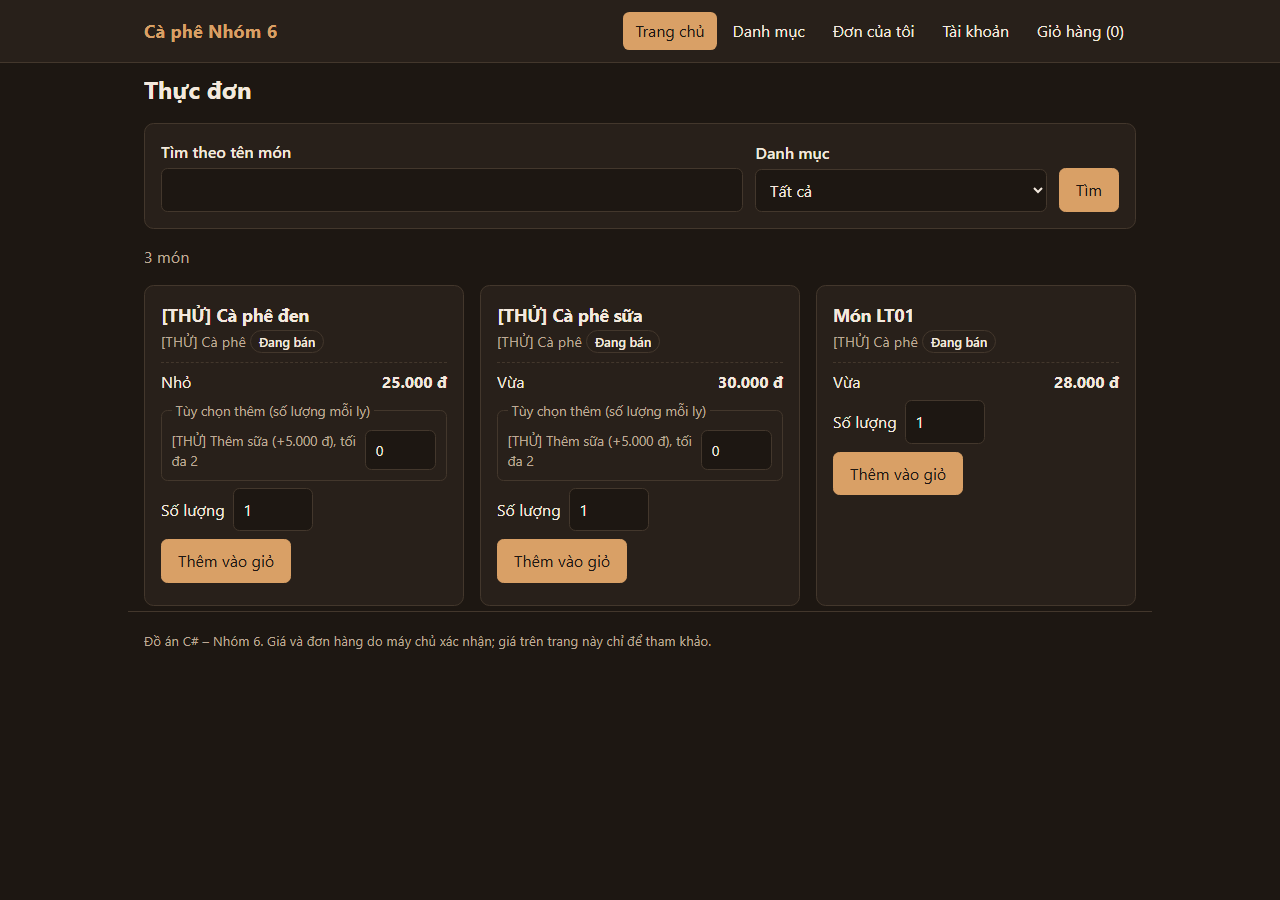 Cà phê Nhóm 6
Trang chủ
Danh mục
Đơn của tôi
Tài khoản
Giỏ hàng (0)
Thực đơn
Tìm theo tên món
Danh mục
Tất cả
Tìm
3 món
[THỬ] Cà phê đen
[THỬ] Cà phê Đang bán
Nhỏ 25.000 đ
Tùy chọn thêm (số lượng mỗi ly)
[THỬ] Thêm sữa (+5.000 đ), tối
đa 2
0
Số lượng 1
Thêm vào giỏ
[THỬ] Cà phê sữa
[THỬ] Cà phê Đang bán
Vừa 30.000 đ
Tùy chọn thêm (số lượng mỗi ly)
[THỬ] Thêm sữa (+5.000 đ), tối
đa 2
0
Số lượng 1
Thêm vào giỏ
Món LT01
[THỬ] Cà phê Đang bán
Vừa 28.000 đ
Số lượng 1
Thêm vào giỏ
Đồ án C# – Nhóm 6. Giá và đơn hàng do máy chủ xác nhận; giá trên trang này chỉ để tham khảo.